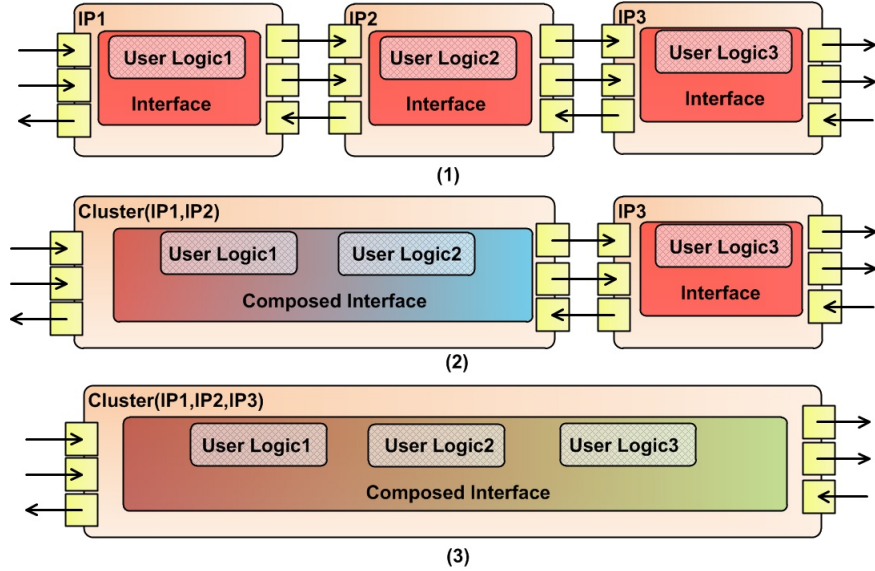 IP1
User Logic1
Interface
IP2
User Logic2
Interface
IP3
User Logic3
Interface
(1)
Cluster(IP1,IP2)
User Logic1
User Logic2
Composed Interface
IP3
User Logic3
Interface
(2)
Cluster(IP1,IP2,IP3)
User Logic1
User Logic2
User Logic3
Composed Interface
(3)